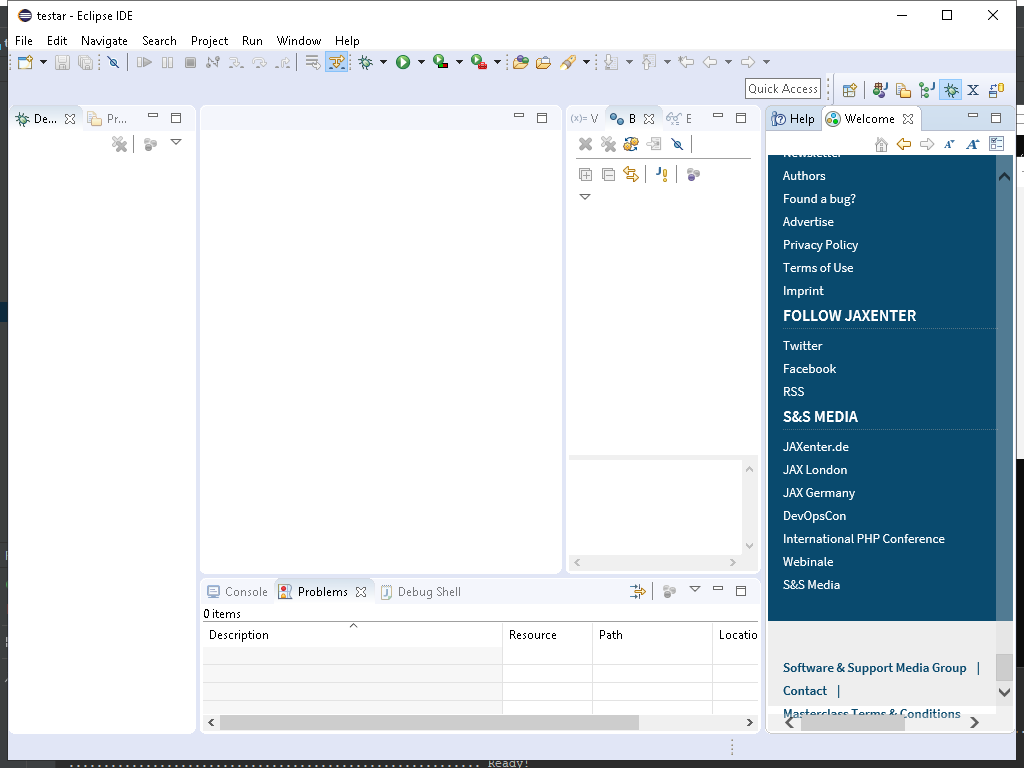 testar - Eclipse IDE
File Edit Navigate Search Project Run Window Help
Quick Access
De... Pr...
(x)= V B E
Help Welcome
Newsletter
Authors
Found a bug?
Advertise
Privacy Policy
Terms of Use
Imprint
FOLLOW JAXENTER
Twitter
Facebook
RSS
S&S MEDIA
JAXenter.de
JAX London
JAX Germany
DevOpsCon
International PHP Conference
Webinale
S&S Media
Software & Support Media Group |
Contact |
Masterclass Terms & Conditions
Console Problems Debug Shell
0 items
Description Resource Path Locatio
Ready!